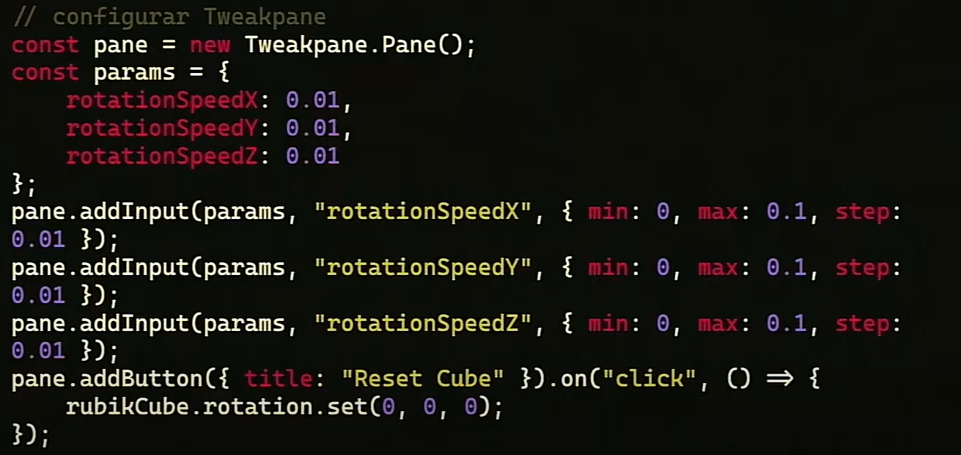 // configurar Tweakpane
const pane = new Tweakpane.Pane();
const params = {
    rotationSpeedX: 0.01,
    rotationSpeedY: 0.01,
    rotationSpeedZ: 0.01
};
pane.addInput(params, "rotationSpeedX", { min: 0, max: 0.1, step:
0.01 });
pane.addInput(params, "rotationSpeedY", { min: 0, max: 0.1, step:
0.01 });
pane.addInput(params, "rotationSpeedZ", { min: 0, max: 0.1, step:
0.01 });
pane.addButton({ title: "Reset Cube" }).on("click", () => {
    rubikCube.rotation.set(0, 0, 0);
});